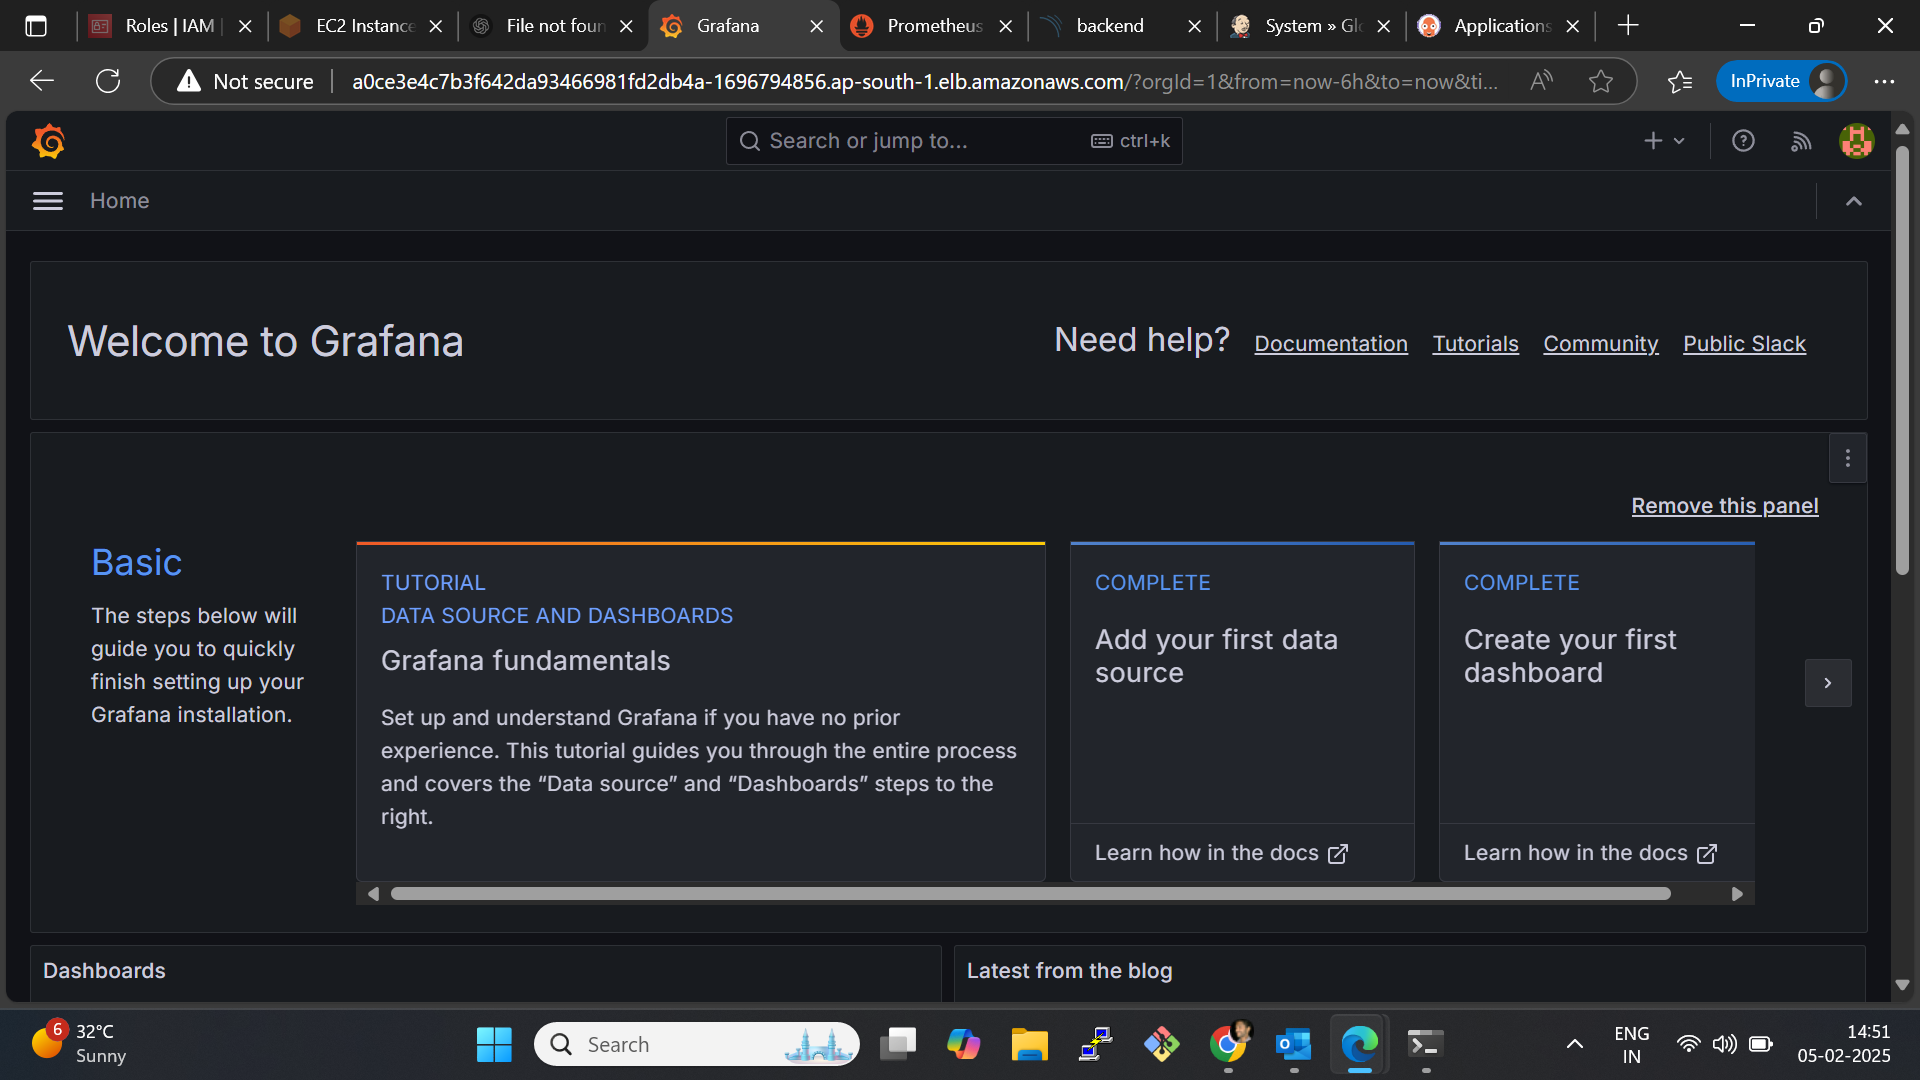 Roles | IAM
EC2 Instance
File not foun
Grafana
Prometheus
backend
System » Glo
Applications
Not secure
a0ce3e4c7b3f642da93466981fd2db4a-1696794856.ap-south-1.elb.amazonaws.com/?orgId=1&from=now-6h&to=now&ti...
InPrivate
Search or jump to...
ctrl+k
Home
Welcome to Grafana
Need help?
Documentation
Tutorials
Community
Public Slack
Remove this panel
Basic
The steps below will
guide you to quickly
finish setting up your
Grafana installation.
TUTORIAL
DATA SOURCE AND DASHBOARDS
Grafana fundamentals
Set up and understand Grafana if you have no prior
experience. This tutorial guides you through the entire process
and covers the “Data source” and “Dashboards” steps to the
right.
COMPLETE
Add your first data
source
Learn how in the docs
COMPLETE
Create your first
dashboard
Learn how in the docs
Dashboards
Latest from the blog
6
32°C
Sunny
Search
ENG
IN
14:51
05-02-2025